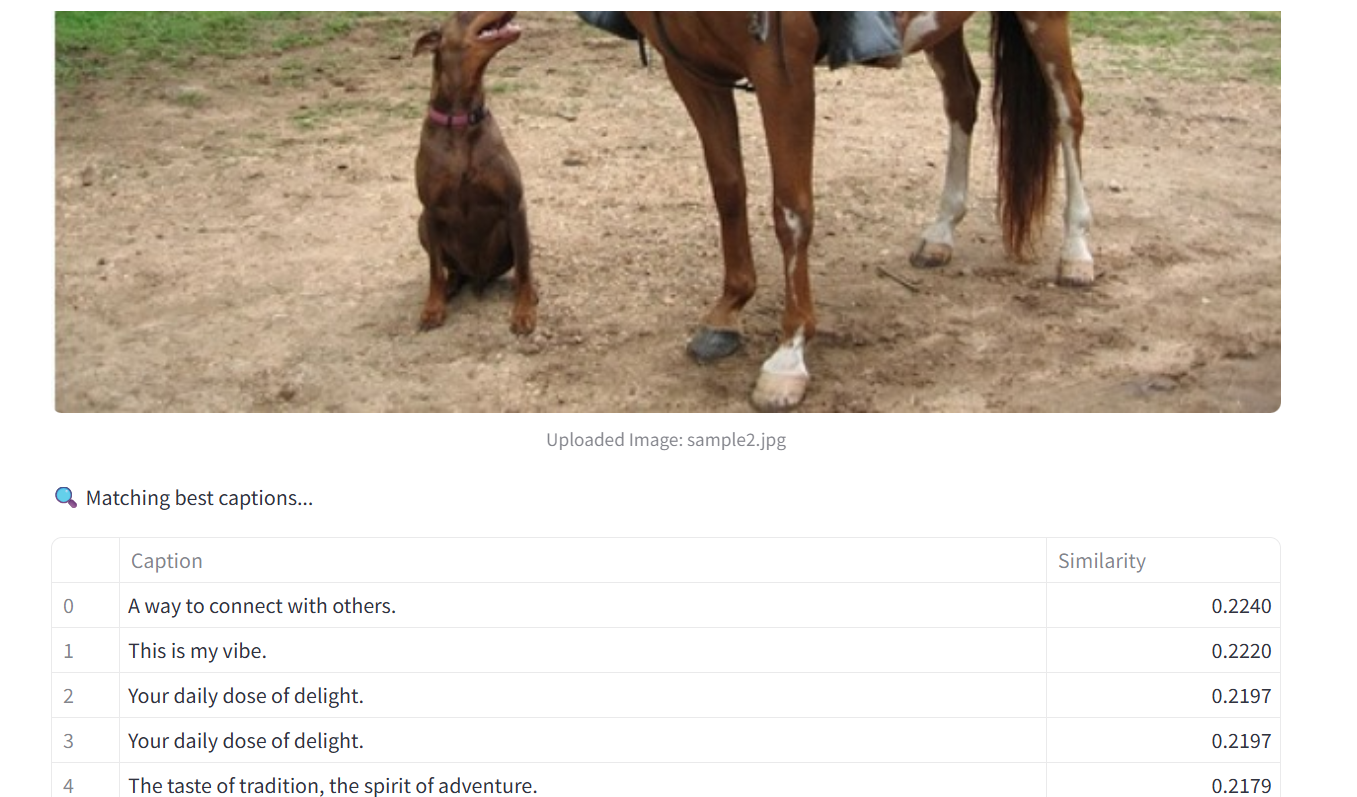 Uploaded Image: sample2.jpg
🔍 Matching best captions...
Caption Similarity
0 A way to connect with others. 0.2240
1 This is my vibe. 0.2220
2 Your daily dose of delight. 0.2197
3 Your daily dose of delight. 0.2197
4 The taste of tradition, the spirit of adventure. 0.2179